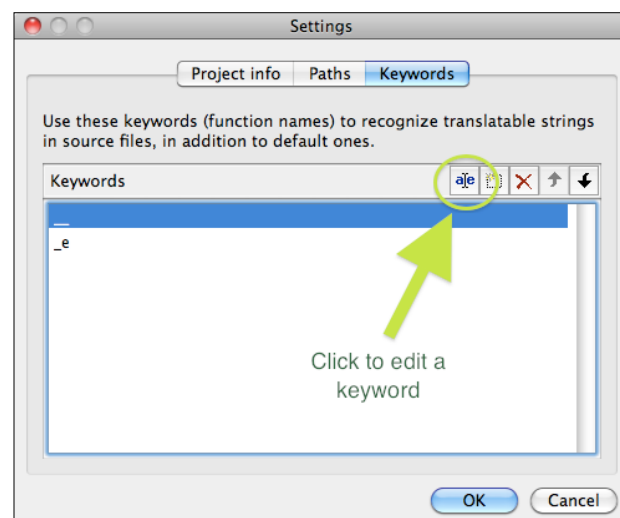 Settings
Project info Paths Keywords
Use these keywords (function names) to recognize translatable strings
in source files, in addition to default ones.
Keywords aIe
__
_e
Click to edit a
keyword
OK Cancel